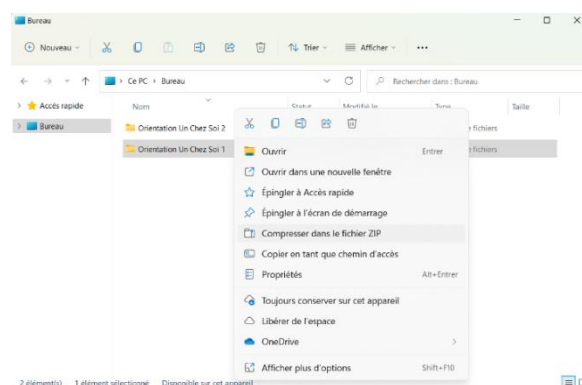 Bureau
Nouveau
Trier
Afficher
Ce PC > Bureau
Rechercher dans : Bureau
Accès rapide
Bureau
Nom
Statut
Modifié le
Type
Taille
Orientation Un Chez Soi 2
fichiers
Orientation Un Chez Soi 1
fichiers
Ouvrir Entrer
Ouvrir dans une nouvelle fenêtre
Épingler à Accès rapide
Épingler à l'écran de démarrage
Compresser dans le fichier ZIP
Copier en tant que chemin d'accès
Propriétés Alt+Entrer
Toujours conserver sur cet appareil
Libérer de l'espace
OneDrive
Afficher plus d'options Shift+F10
2 élément(s) 1 élément sélectionné Disponible sur cet appareil